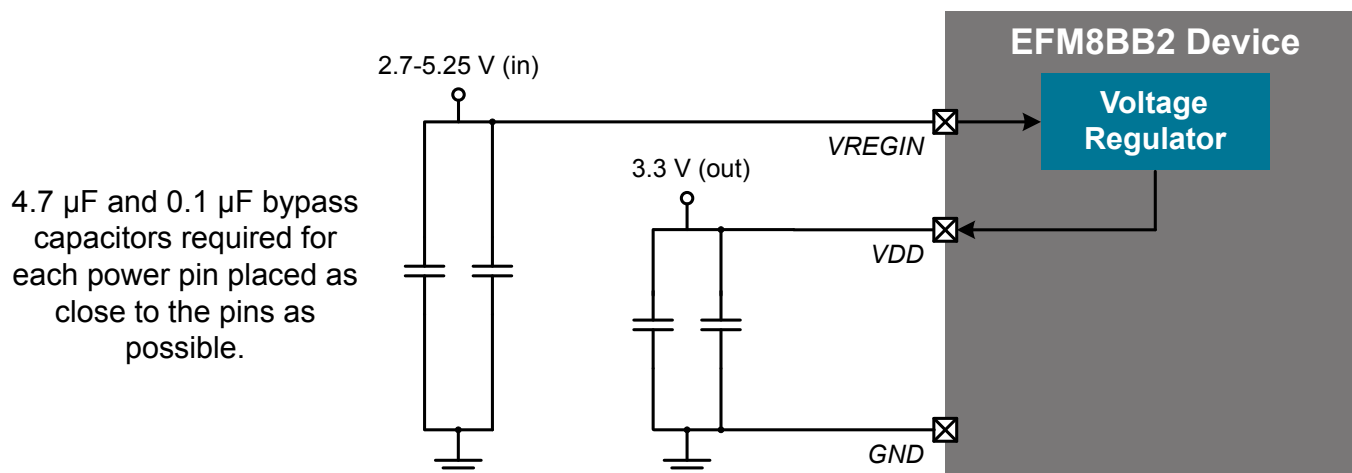 EFM8BB2 Device
2.7-5.25 V (in)
Voltage
Regulator
VREGIN
3.3 V (out)
4.7 µF and 0.1 µF bypass
capacitors required for
each power pin placed as
close to the pins as
possible.
VDD
GND